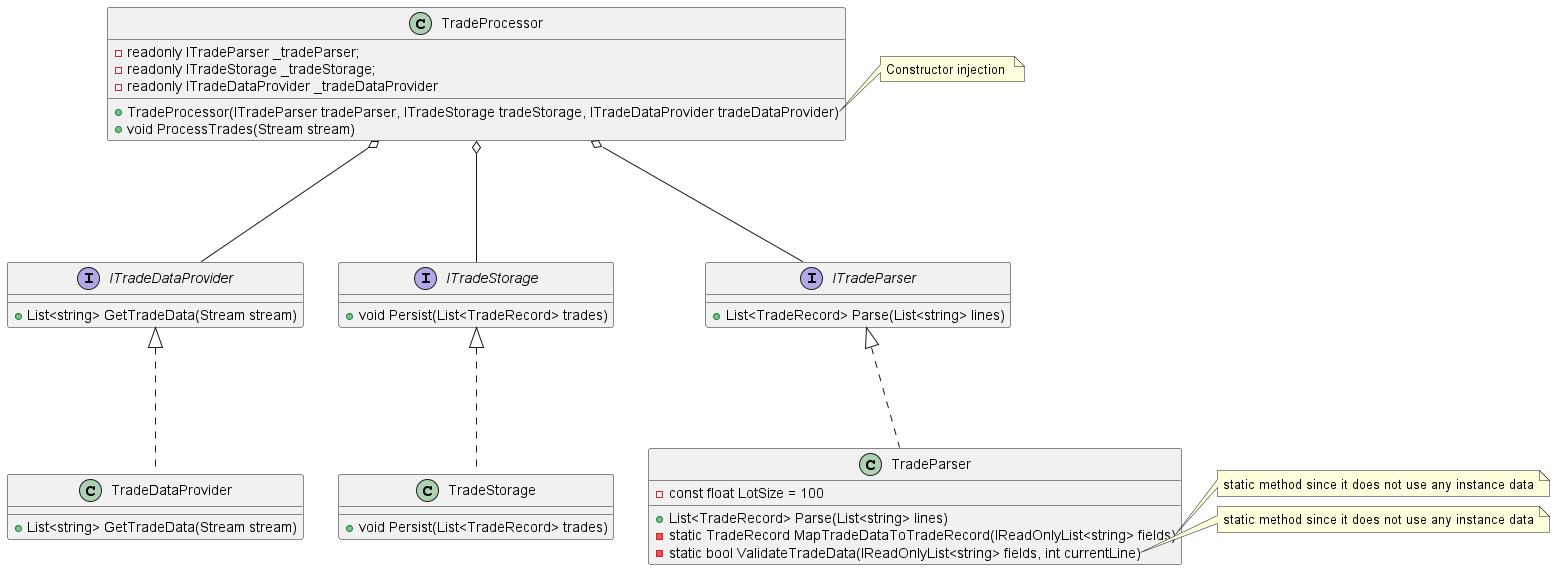 C TradeProcessor
readonly ITradeParser _tradeParser;
readonly ITradeStorage _tradeStorage;
readonly ITradeDataProvider _tradeDataProvider
TradeProcessor(ITradeParser tradeParser, ITradeStorage tradeStorage, ITradeDataProvider tradeDataProvider)
void ProcessTrades(Stream stream)
Constructor injection
I ITradeDataProvider
List<string> GetTradeData(Stream stream)
I ITradeStorage
void Persist(List<TradeRecord> trades)
I ITradeParser
List<TradeRecord> Parse(List<string> lines)
C TradeDataProvider
List<string> GetTradeData(Stream stream)
C TradeStorage
void Persist(List<TradeRecord> trades)
C TradeParser
const float LotSize = 100
List<TradeRecord> Parse(List<string> lines)
static TradeRecord MapTradeDataToTradeRecord(IReadOnlyList<string> fields)
static bool ValidateTradeData(IReadOnlyList<string> fields, int currentLine)
static method since it does not use any instance data
static method since it does not use any instance data